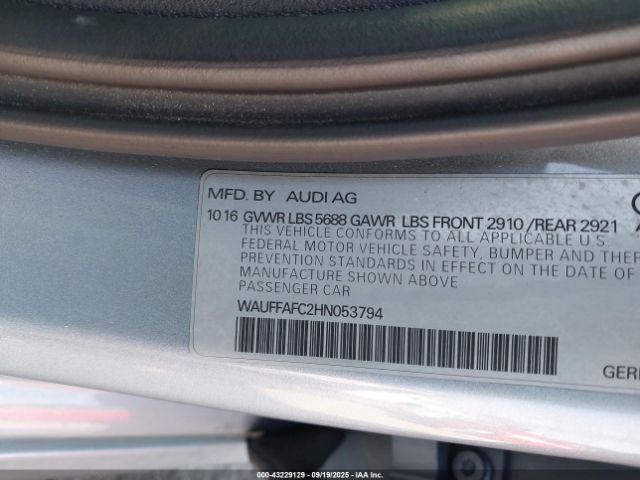 MFD. BY AUDI AG
10 16 GVWR LBS 5688 GAWR LBS FRONT 2910 /REAR 2921
THIS VEHICLE CONFORMS TO ALL APPLICABLE U.S
FEDERAL MOTOR VEHICLE SAFETY, BUMPER AND THEF
PREVENTION STANDARDS IN EFFECT ON THE DATE OF
MANUFACTURE SHOWN ABOVE
PASSENGER CAR
WAUFFAFC2HN053794
GER
000-43229129 - 09/19/2025 - IAA Inc.